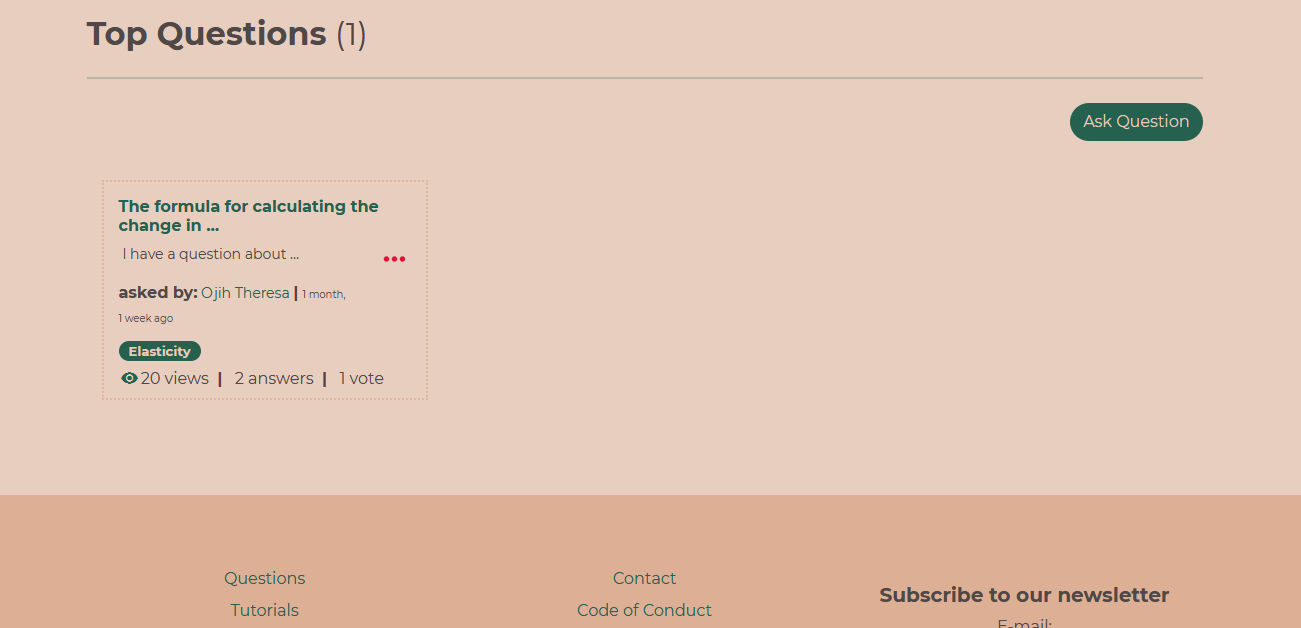 Top Questions (1)
Ask Question
The formula for calculating the
change in ...
I have a question about ...
asked by: Ojih Theresa | 1 month,
1 week ago
Elasticity
20 views | 2 answers | 1 vote
Questions
Tutorials
Contact
Code of Conduct
Subscribe to our newsletter
E-mail: